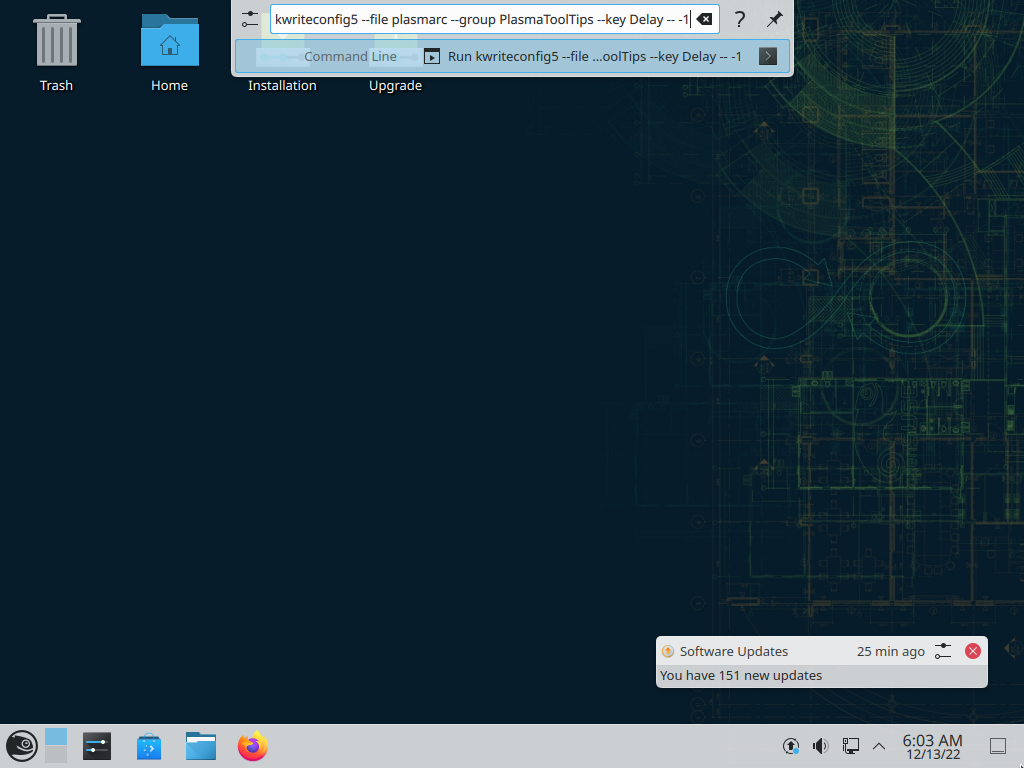 kwriteconfig5 --file plasmarc --group PlasmaToolTips --key Delay -- -1
?
Command Line
Run kwriteconfig5 --file ...oolTips --key Delay -- -1
Trash
Home
Installation
Upgrade
Software Updates
25 min ago
You have 151 new updates
6:03 AM
12/13/22